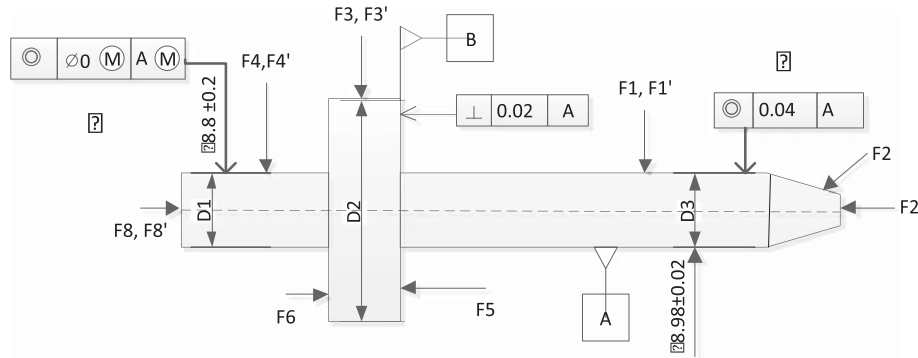 F3, F3'
B
◎ ⌀0 Ⓜ A Ⓜ
F4,F4'
8.8 ±0.2
⊥ 0.02 A
F1, F1'
◎ 0.04 A
F2
F2
D1
D2
D3
F8, F8'
F6
F5
A
8.98±0.02